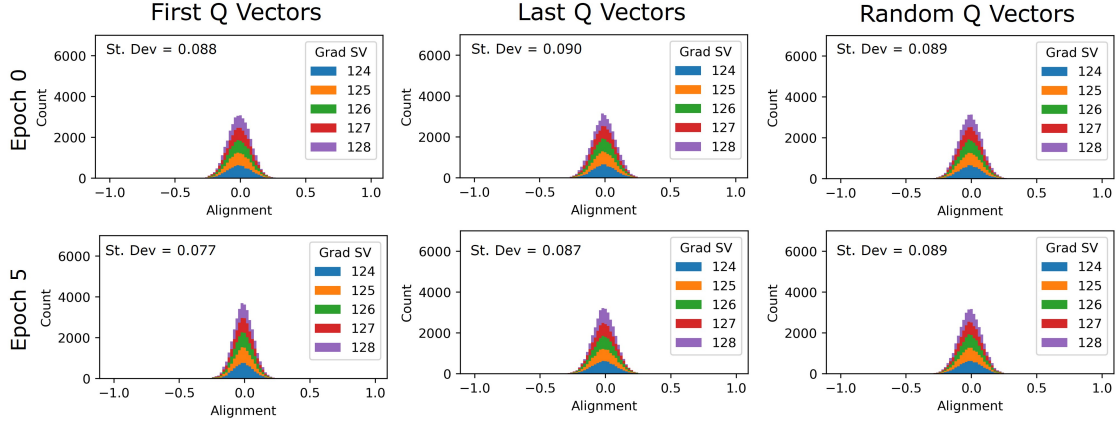 First Q Vectors
Last Q Vectors
Random Q Vectors
Epoch 0
St. Dev = 0.088
Grad SV
124
125
126
127
128
6000
4000
2000
0
Count
−1.0 −0.5 0.0 0.5 1.0
Alignment
St. Dev = 0.090
Grad SV
124
125
126
127
128
6000
4000
2000
0
Count
−1.0 −0.5 0.0 0.5 1.0
Alignment
St. Dev = 0.089
Grad SV
124
125
126
127
128
6000
4000
2000
0
Count
−1.0 −0.5 0.0 0.5 1.0
Alignment
Epoch 5
St. Dev = 0.077
Grad SV
124
125
126
127
128
6000
4000
2000
0
Count
−1.0 −0.5 0.0 0.5 1.0
Alignment
St. Dev = 0.087
Grad SV
124
125
126
127
128
6000
4000
2000
0
Count
−1.0 −0.5 0.0 0.5 1.0
Alignment
St. Dev = 0.089
Grad SV
124
125
126
127
128
6000
4000
2000
0
Count
−1.0 −0.5 0.0 0.5 1.0
Alignment